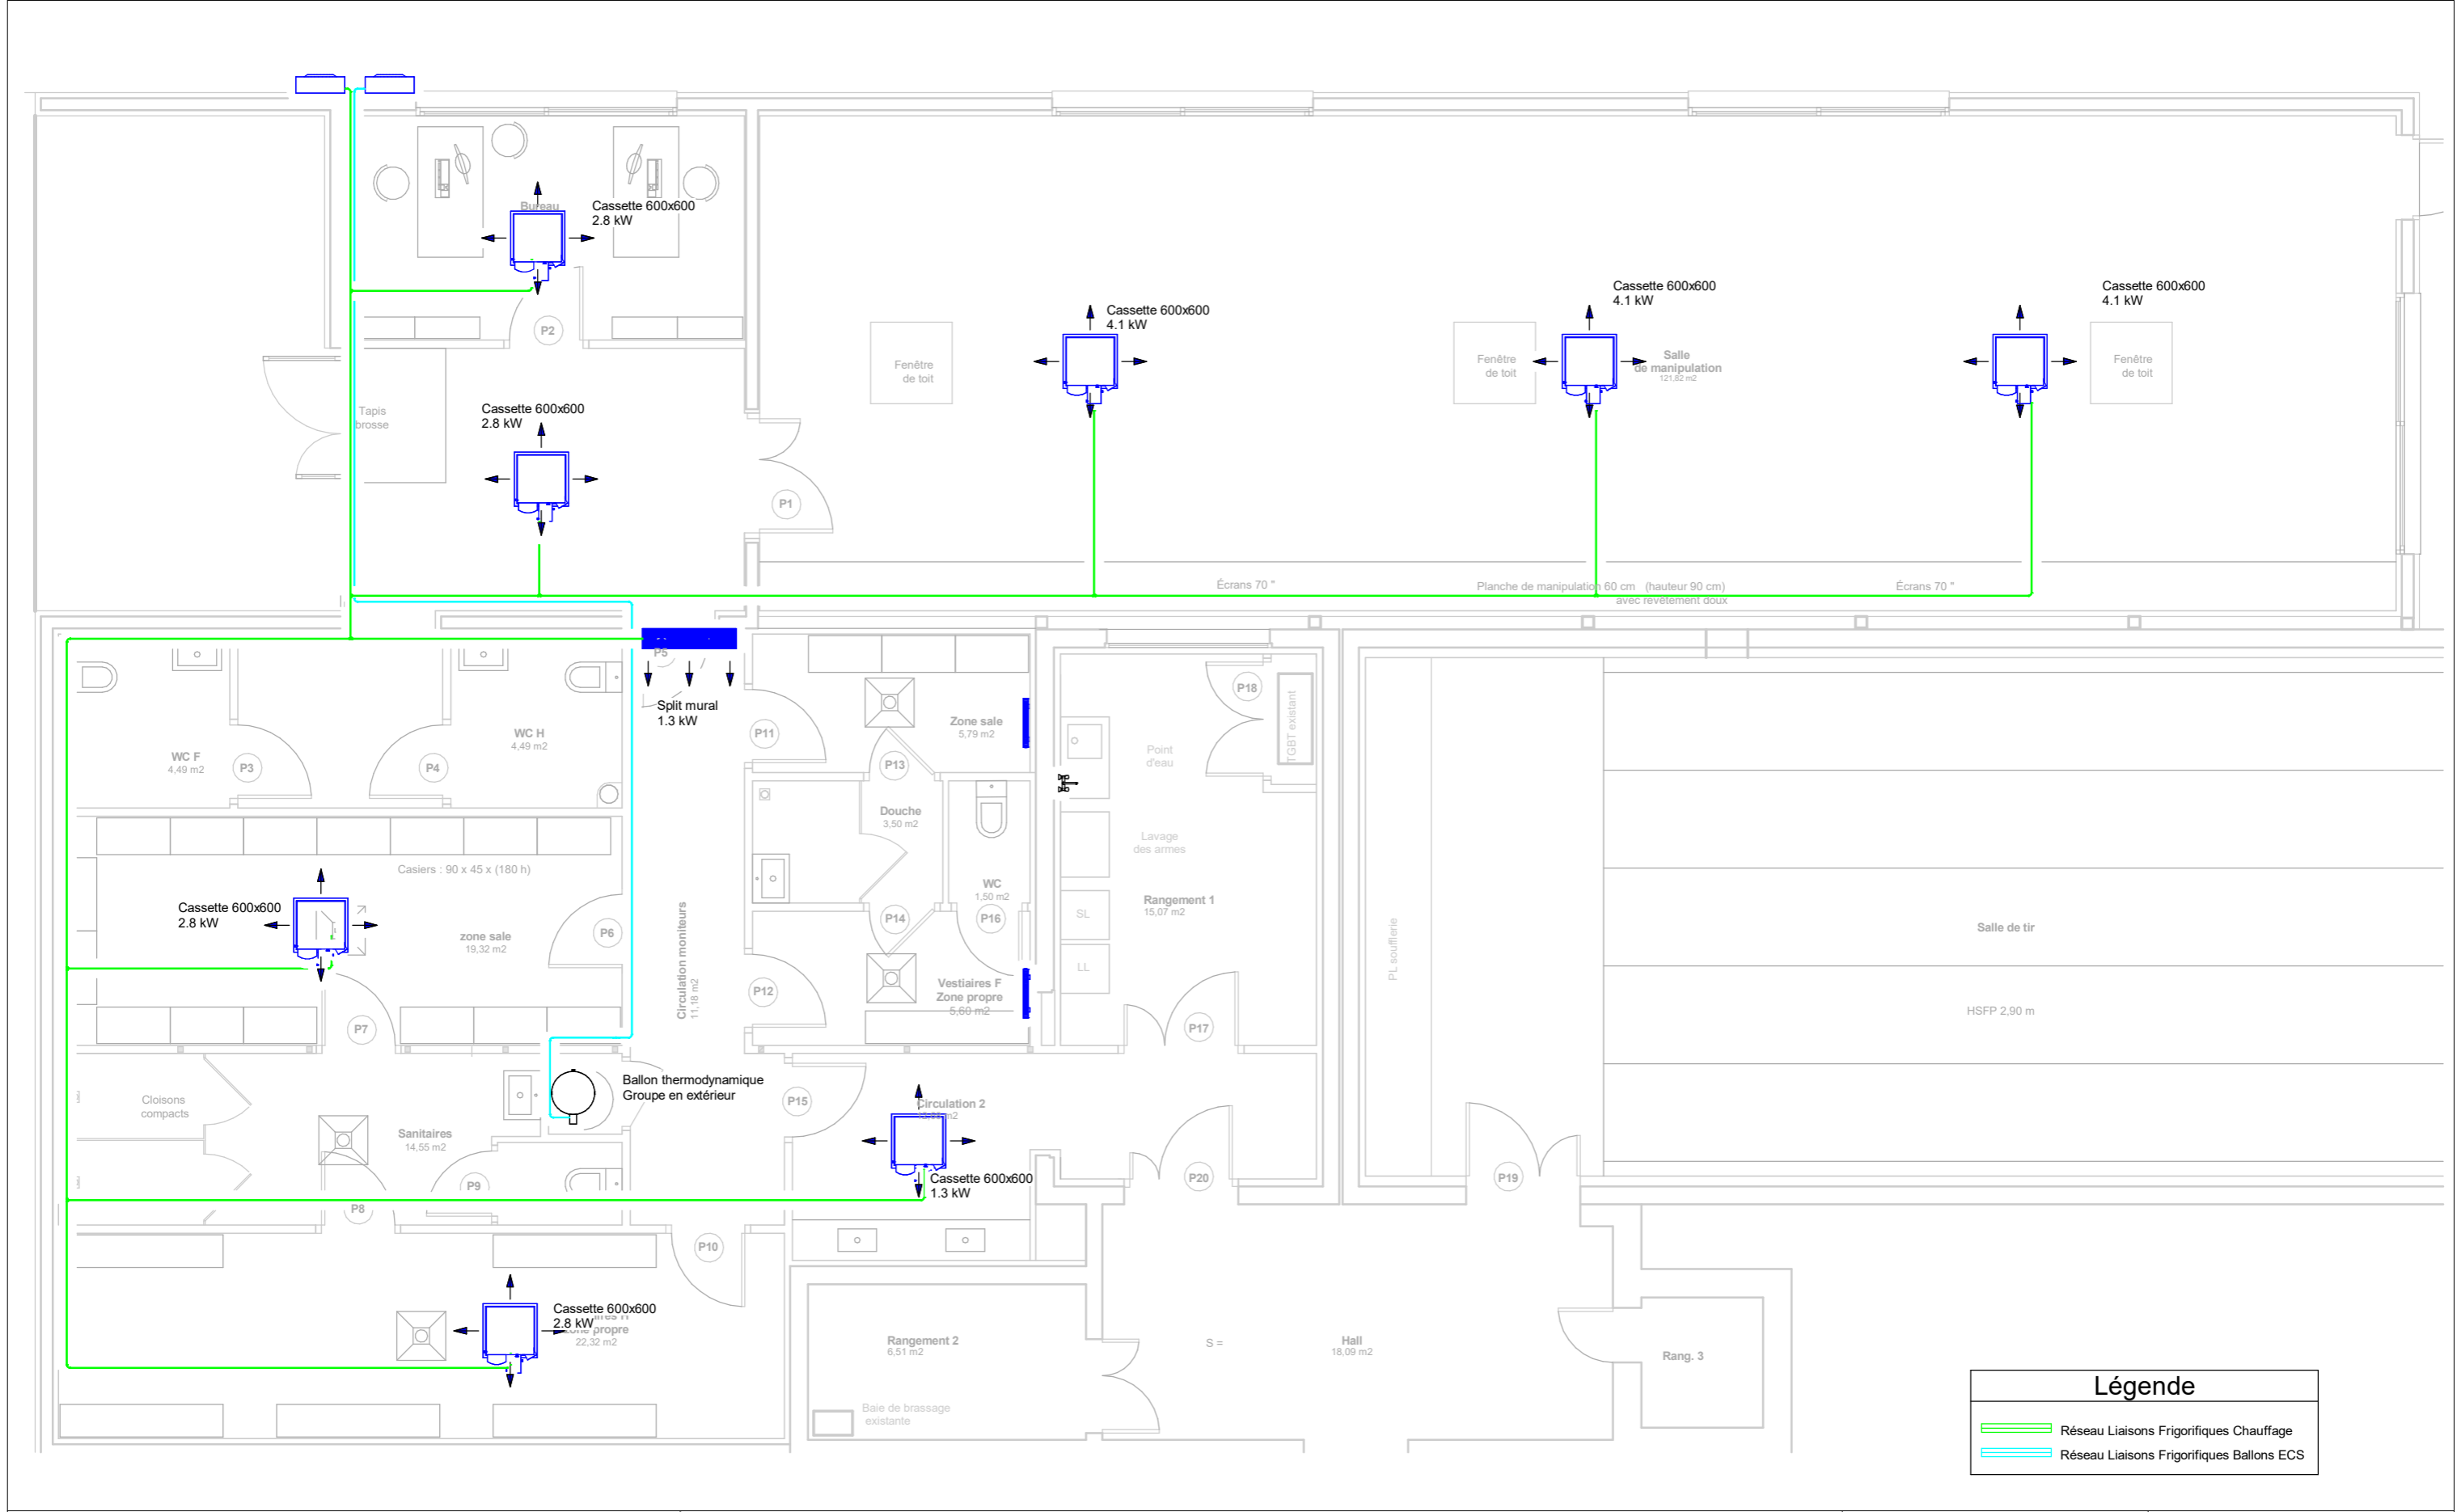 Bureau
Cassette 600x600
2.8 kW
P2
Cassette 600x600
2.8 kW
Tapis
brosse
P1
Fenêtre
de toit
Cassette 600x600
4.1 kW
Fenêtre
de toit
Cassette 600x600
4.1 kW
Salle
de manipulation
121,82 m2
Cassette 600x600
4.1 kW
Fenêtre
de toit
Écrans 70 "
Planche de manipulation 60 cm (hauteur 90 cm)
avec revêtement doux
Écrans 70 "
P5
Split mural
1.3 kW
WC F
4,49 m2
P3
P4
WC H
4,49 m2
P11
Zone sale
5,79 m2
P13
Douche
3,50 m2
P18
TGBT existant
Point
d'eau
Lavage
des armes
Casiers : 90 x 45 x (180 h)
Cassette 600x600
2.8 kW
zone sale
19,32 m2
P6
Circulation moniteurs
11,18 m2
WC
1,50 m2
P14
P16
SL
LL
Rangement 1
15,07 m2
PL soufflerie
Salle de tir
HSFP 2,90 m
P7
P12
Vestiaires F
Zone propre
5,60 m2
P17
Cloisons
compacts
Sanitaires
14,55 m2
Ballon thermodynamique
Groupe en extérieur
P15
Circulation 2
P9
P8
Cassette 600x600
1.3 kW
P20
P19
P10
Cassette 600x600
2.8 kW
propre
22,32 m2
Rangement 2
6,51 m2
S =
Hall
18,09 m2
Rang. 3
Baie de brassage
existante
Légende
Réseau Liaisons Frigorifiques Chauffage
Réseau Liaisons Frigorifiques Ballons ECS